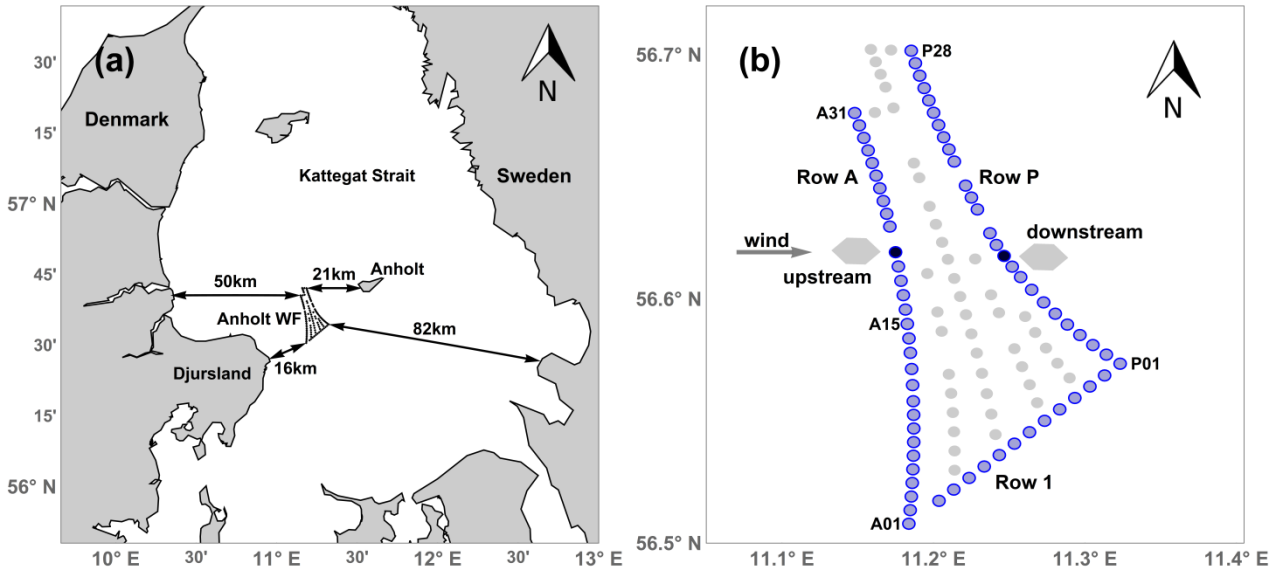 (a)
N
30'
Denmark
15'
Kattegat Strait
Sweden
57° N
45'
50km
21km
Anholt
Anholt WF
82km
30'
16km
Djursland
15'
56° N
10° E
30'
11° E
30'
12° E
30'
13° E
(b)
N
56.7° N
P28
A31
Row A
Row P
wind
upstream
downstream
56.6° N
A15
P01
Row 1
A01
56.5° N
11.1° E
11.2° E
11.3° E
11.4° E